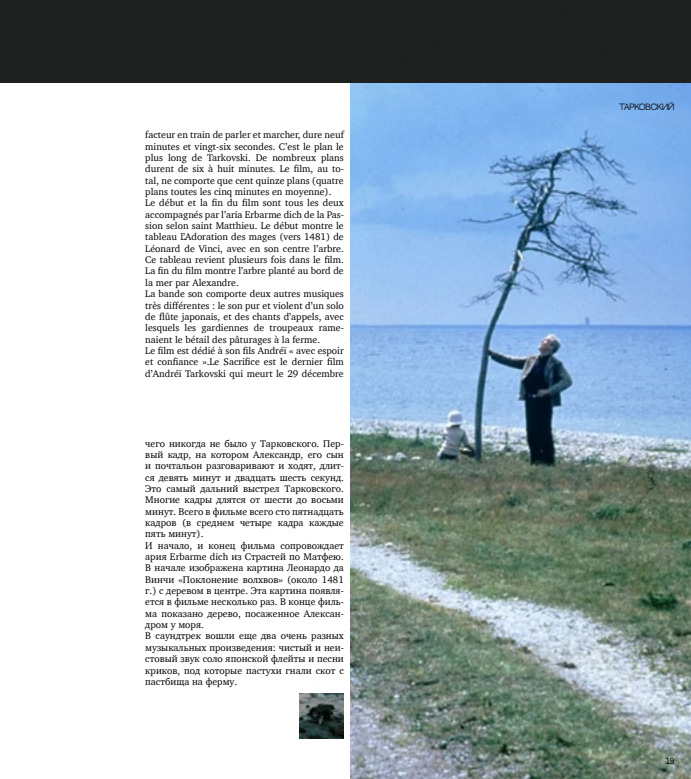 ТАРКОВСКИЙ
facteur en train de parler et marcher, dure neuf
minutes et vingt-six secondes. C'est le plan le
plus long de Tarkovski. De nombreux plans
durent de six à huit minutes. Le film, au to-
tal, ne comporte que cent quinze plans (quatre
plans toutes les cinq minutes en moyenne).
Le début et la fin du film sont tous les deux
accompagnés par l'aria Erbarme dich de la Pas-
sion selon saint Matthieu. Le début montre le
tableau L'Adoration des mages (vers 1481) de
Léonard de Vinci, avec en son centre l'arbre.
Ce tableau revient plusieurs fois dans le film.
La fin du film montre l'arbre planté au bord de
la mer par Alexandre.
La bande son comporte deux autres musiques
très différentes : le son pur et violent d'un solo
de flûte japonais, et des chants d'appels, avec
lesquels les gardiennes de troupeaux rame-
naient le bétail des pâturages à la ferme.
Le film est dédié à son fils Andréï « avec espoir
et confiance ».Le Sacrifice est le dernier film
d'Andréï Tarkovski qui meurt le 29 décembre
чего никогда не было у Тарковского. Пер-
вый кадр, на котором Александр, его сын
и почтальон разговаривают и ходят, длит-
ся девять минут и двадцать шесть секунд.
Это самый дальний выстрел Тарковского.
Многие кадры длятся от шести до восьми
минут. Всего в фильме всего сто пятнадцать
кадров (в среднем четыре кадра каждые
пять минут).
И начало, и конец фильма сопровождает
ария Erbarme dich из Страстей по Матфею.
В начале изображена картина Леонардо да
Винчи «Поклонение волхвов» (около 1481
г.) с деревом в центре. Эта картина появля-
ется в фильме несколько раз. В конце филь-
ма показано дерево, посаженное Алексан-
дром у моря.
В саундтрек вошли еще два очень разных
музыкальных произведения: чистый и неи-
стовый звук соло японской флейты и песни
криков, под которые пастухи гнали скот с
пастбища на ферму.
19